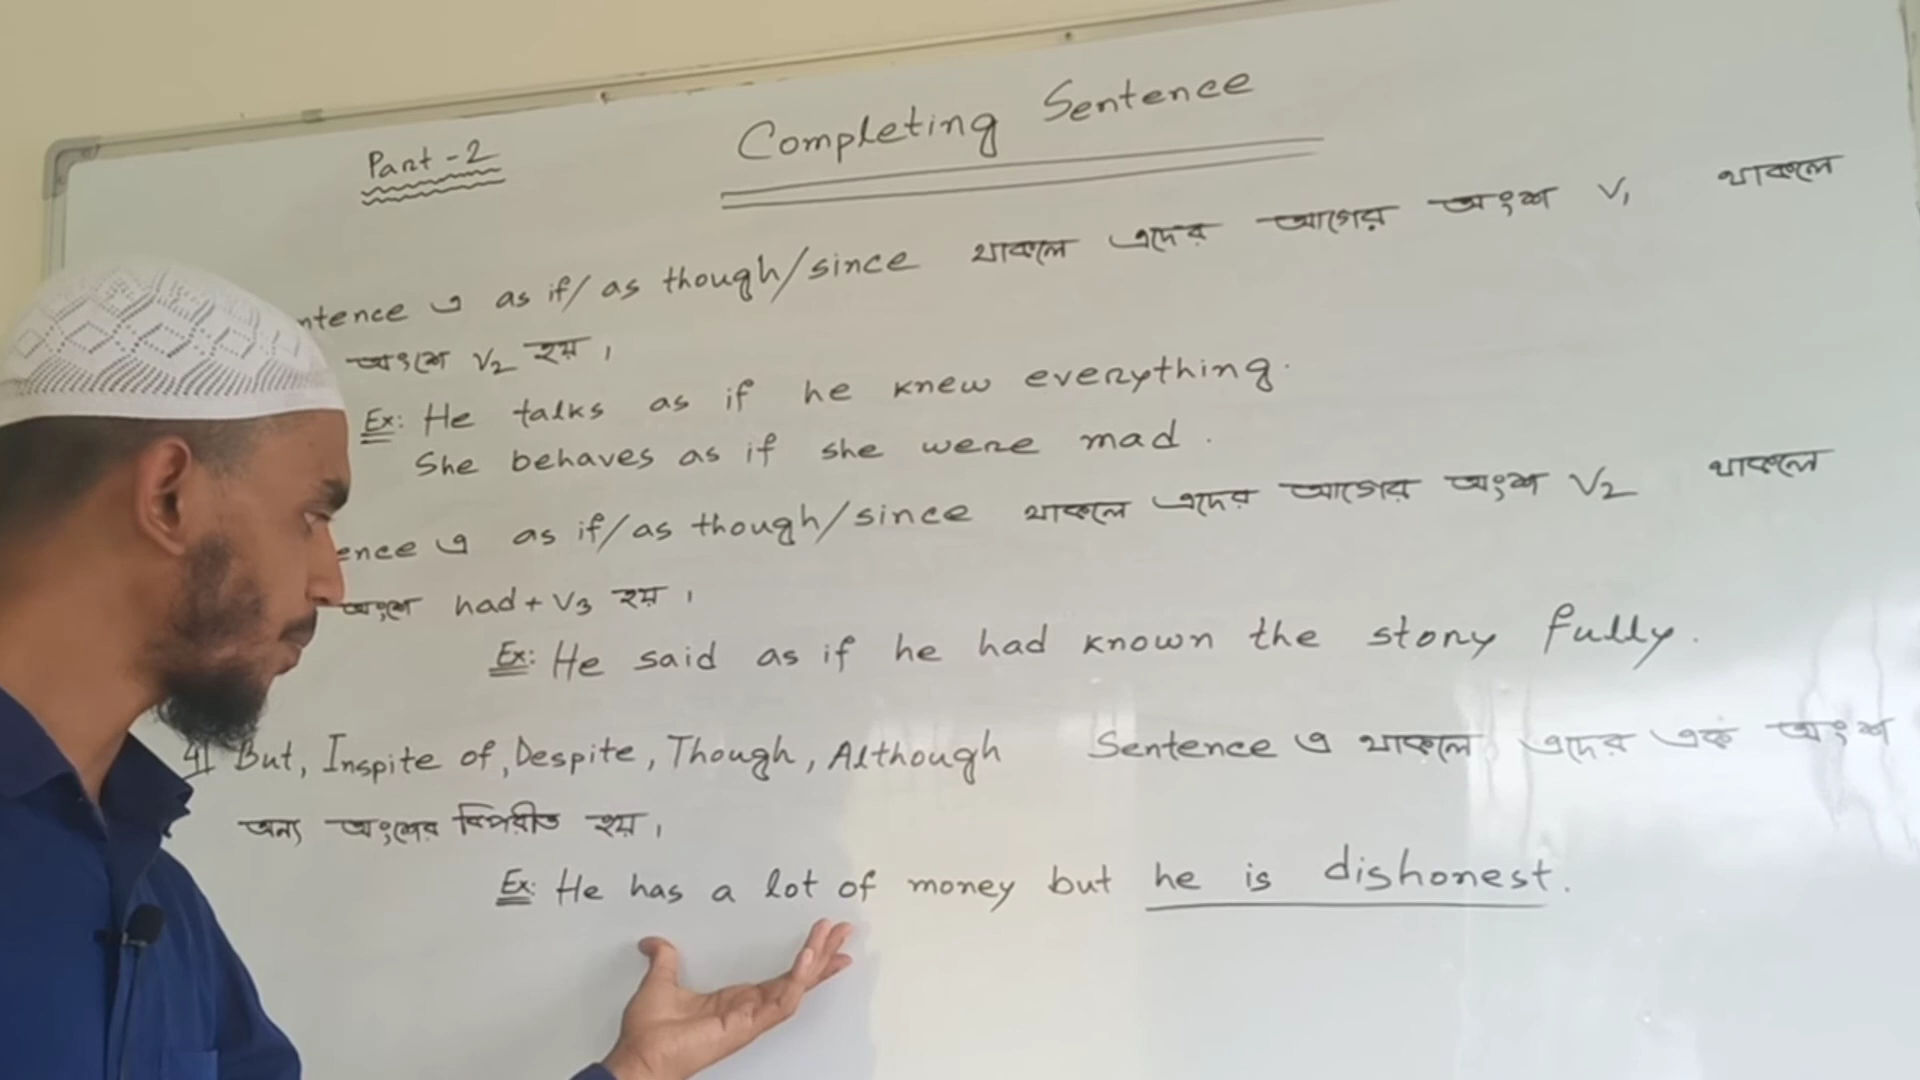 Part-2
Completing Sentence
ntence এ as if/ as though/since থাকলে এদের আগের অংশে V₁ থাকলে
অংশে V₂ হয়।
Ex: He talks as if he knew everything.
She behaves as if she were mad.
ence এ as if/as though/since থাকলে এদের আগের অংশে V₂ থাকলে
অংশে had + V₃ হয়।
Ex: He said as if he had known the story fully.
4| But, Inspite of, Despite, Though, Although Sentence এ থাকলে এদের এক অংশ
অন্য অংশের বিপরীত হয়।
Ex: He has a lot of money but he is dishonest.